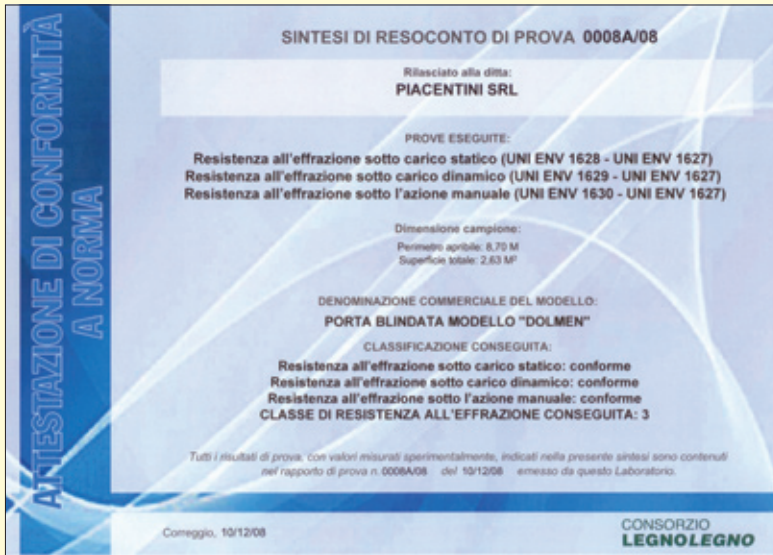 ATTESTAZIONE DI CONFORMITÀ
A NORMA
SINTESI DI RESOCONTO DI PROVA 0008A/08
Rilasciato alla ditta:
PIACENTINI SRL
PROVE ESEGUITE:
Resistenza all'effrazione sotto carico statico (UNI ENV 1628 - UNI ENV 1627)
Resistenza all'effrazione sotto carico dinamico (UNI ENV 1629 - UNI ENV 1627)
Resistenza all'effrazione sotto l'azione manuale (UNI ENV 1630 - UNI ENV 1627)
Dimensione campione:
Perimetro apribile: 8,70 M
Superficie totale: 2,63 M²
DENOMINAZIONE COMMERCIALE DEL MODELLO:
PORTA BLINDATA MODELLO "DOLMEN"
CLASSIFICAZIONE CONSEGUITA:
Resistenza all'effrazione sotto carico statico: conforme
Resistenza all'effrazione sotto carico dinamico: conforme
Resistenza all'effrazione sotto l'azione manuale: conforme
CLASSE DI RESISTENZA ALL'EFFRAZIONE CONSEGUITA: 3
Tutti i risultati di prova, con valori misurati sperimentalmente, indicati nella presente sintesi sono contenuti
nel rapporto di prova n. 0008A/08 del 10/12/08 emesso da questo Laboratorio.
Correggio, 10/12/08
CONSORZIO
LEGNOLEGNO